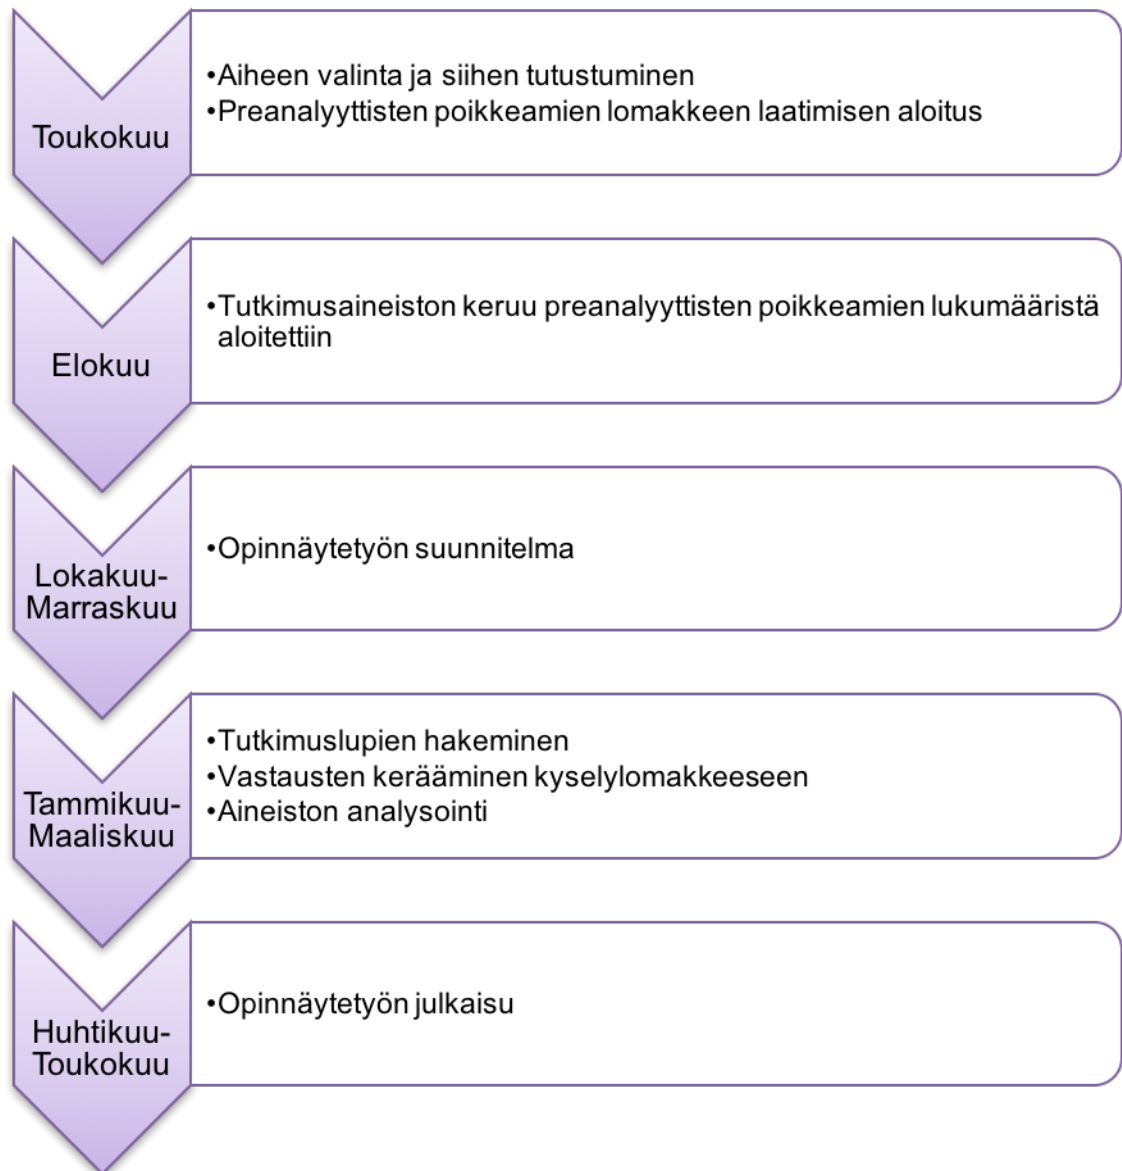 Toukokuu
•Aiheen valinta ja siihen tutustuminen
•Preanalyyttisten poikkeamien lomakkeen laatimisen aloitus
Elokuu
•Tutkimusaineiston keruu preanalyyttisten poikkeamien lukumääristä
aloitettiin
Lokakuu-
Marraskuu
•Opinnäytetyön suunnitelma
Tammikuu-
Maaliskuu
•Tutkimuslupien hakeminen
•Vastausten kerääminen kyselylomakkeeseen
•Aineiston analysointi
Huhtikuu-
Toukokuu
•Opinnäytetyön julkaisu